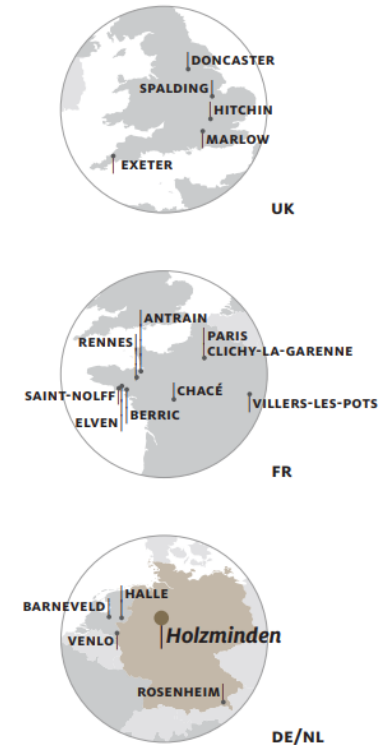 DONCASTER
SPALDING
HITCHIN
MARLOW
EXETER
UK
ANTRAIN
RENNES
PARIS
CLICHY-LA-GARENNE
SAINT-NOLFF
CHACÉ
VILLERS-LES-POTS
BERRIC
ELVEN
FR
HALLE
BARNEVELD
Holzminden
VENLO
ROSENHEIM
DE/NL